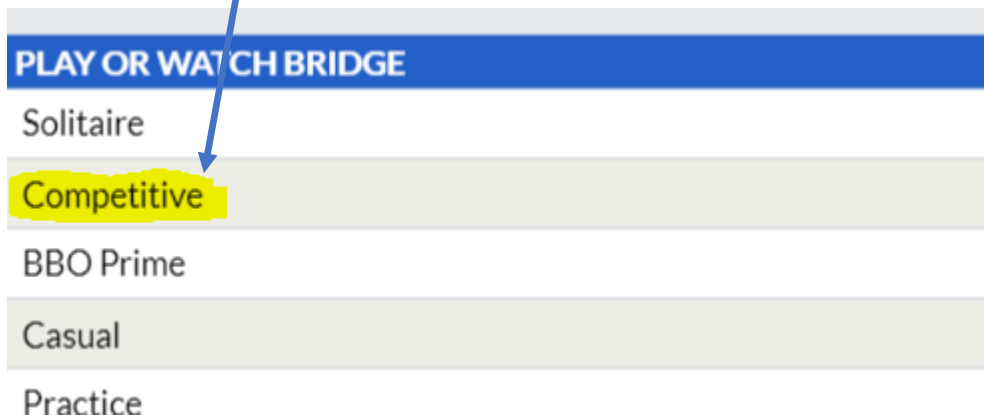 PLAY OR WATCH BRIDGE
Solitaire
Competitive
BBO Prime
Casual
Practice